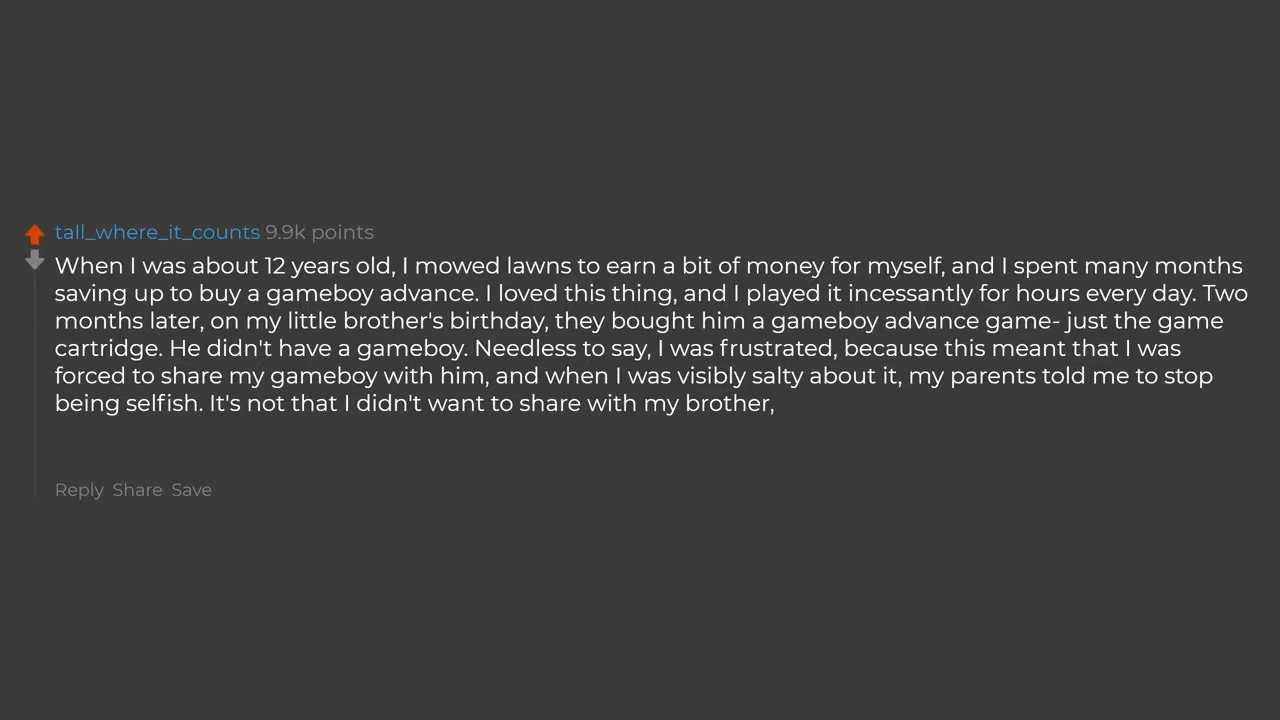 tall_where_it_counts 9.9k points
When I was about 12 years old, I mowed lawns to earn a bit of money for myself, and I spent many months
saving up to buy a gameboy advance. I loved this thing, and I played it incessantly for hours every day. Two
months later, on my little brother's birthday, they bought him a gameboy advance game- just the game
cartridge. He didn't have a gameboy. Needless to say, I was frustrated, because this meant that I was
forced to share my gameboy with him, and when I was visibly salty about it, my parents told me to stop
being selfish. It's not that I didn't want to share with my brother,
Reply Share Save